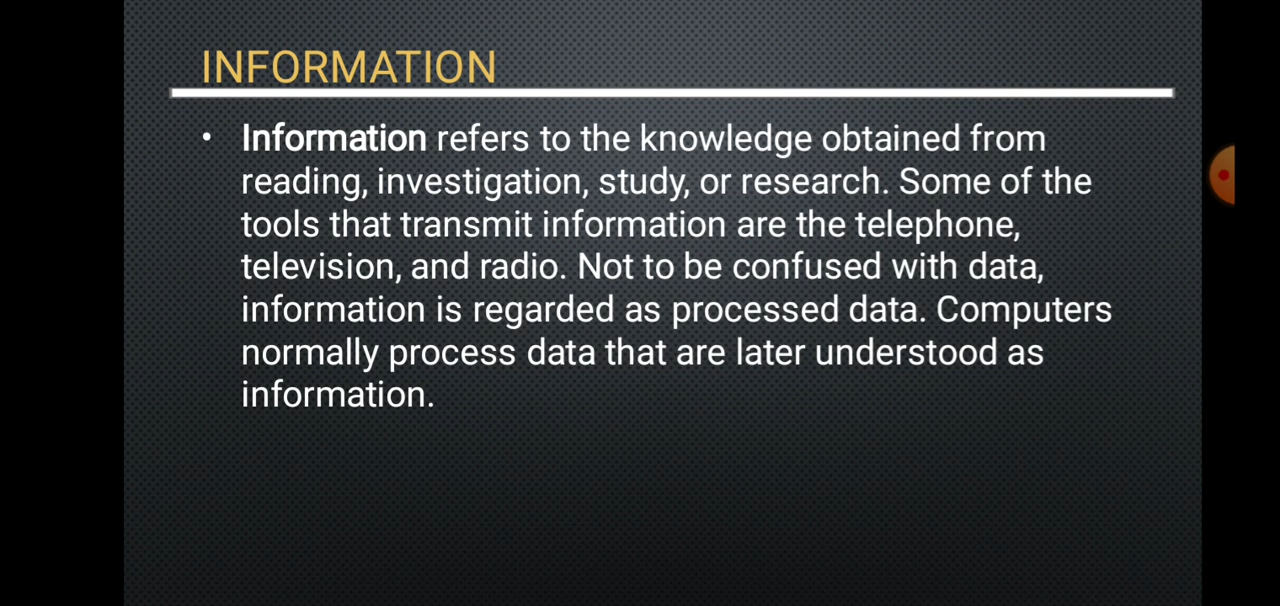 INFORMATION
• Information refers to the knowledge obtained from
reading, investigation, study, or research. Some of the
tools that transmit information are the telephone,
television, and radio. Not to be confused with data,
information is regarded as processed data. Computers
normally process data that are later understood as
information.